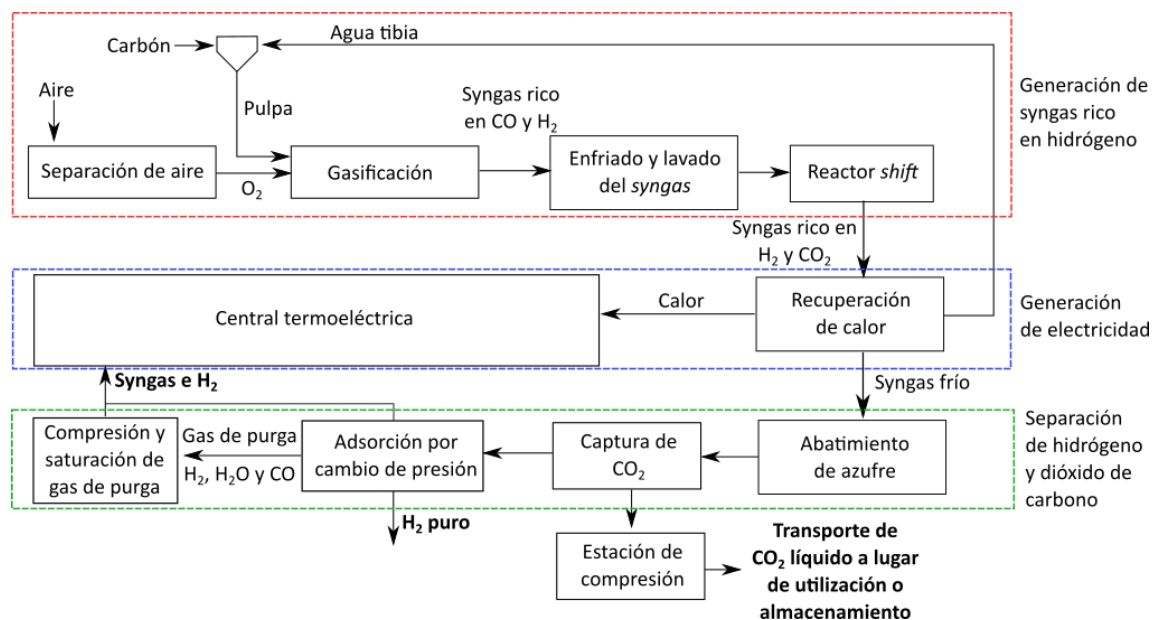 Carbón
Agua tibia
Aire
Pulpa
Syngas rico
en CO y H₂
Generación de
syngas rico
en hidrógeno
Separación de aire
O₂
Gasificación
Enfriado y lavado
del syngas
Reactor shift
Syngas rico en
H₂ y CO₂
Central termoeléctrica
Calor
Recuperación
de calor
Generación
de electricidad
Syngas e H₂
Syngas frío
Compresión y
saturación de
gas de purga
Gas de purga
H₂, H₂O y CO
Adsorción por
cambio de presión
Captura de
CO₂
Abatimiento
de azufre
Separación
de hidrógeno
y dióxido de
carbono
H₂ puro
Estación de
compresión
Transporte de
CO₂ líquido a lugar
de utilización o
almacenamiento